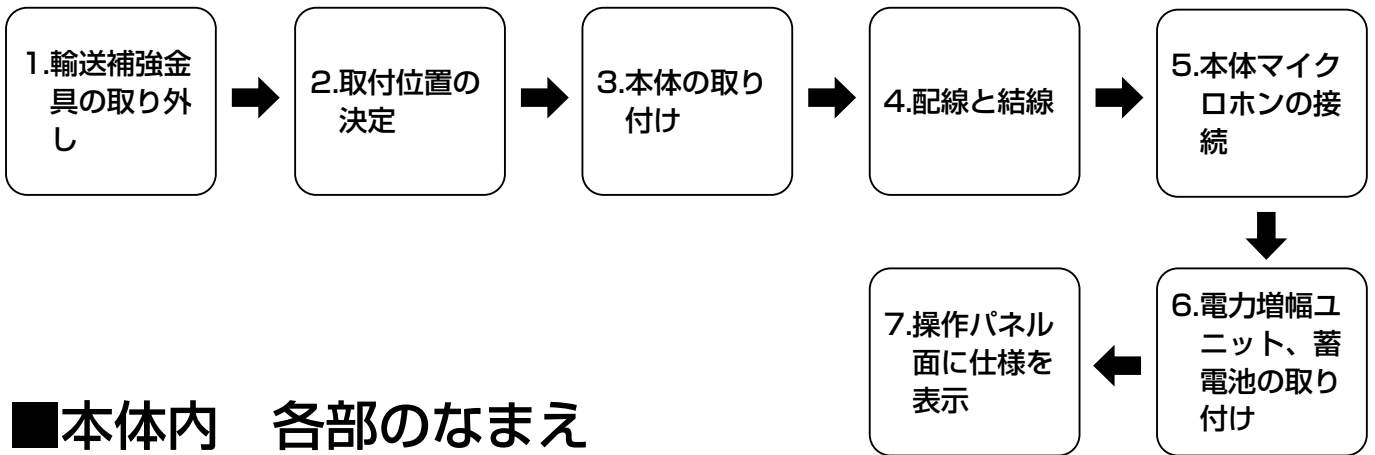 1.輸送補強金
具の取り外
し
2.取付位置の
決定
3.本体の取り
付け
4.配線と結線
5.本体マイク
ロホンの接
続
6.電力増幅ユ
ニット、蓄
電池の取り
付け
7.操作パネル
面に仕様を
表示
■本体内　各部のなまえ